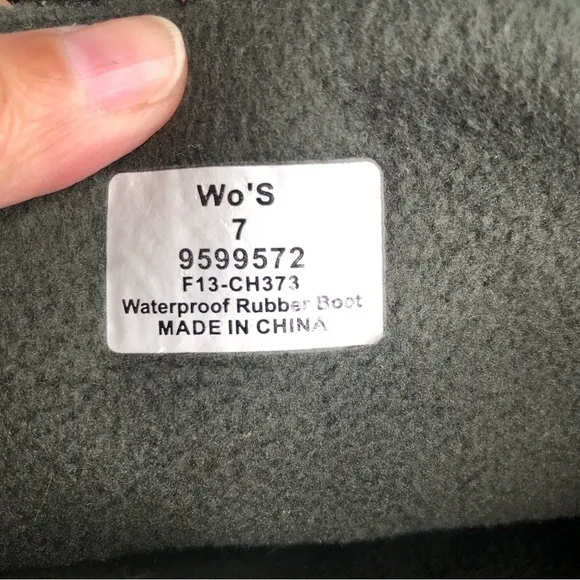 Wo'S
7
9599572
F13-CH373
Waterproof Rubber Boot
MADE IN CHINA